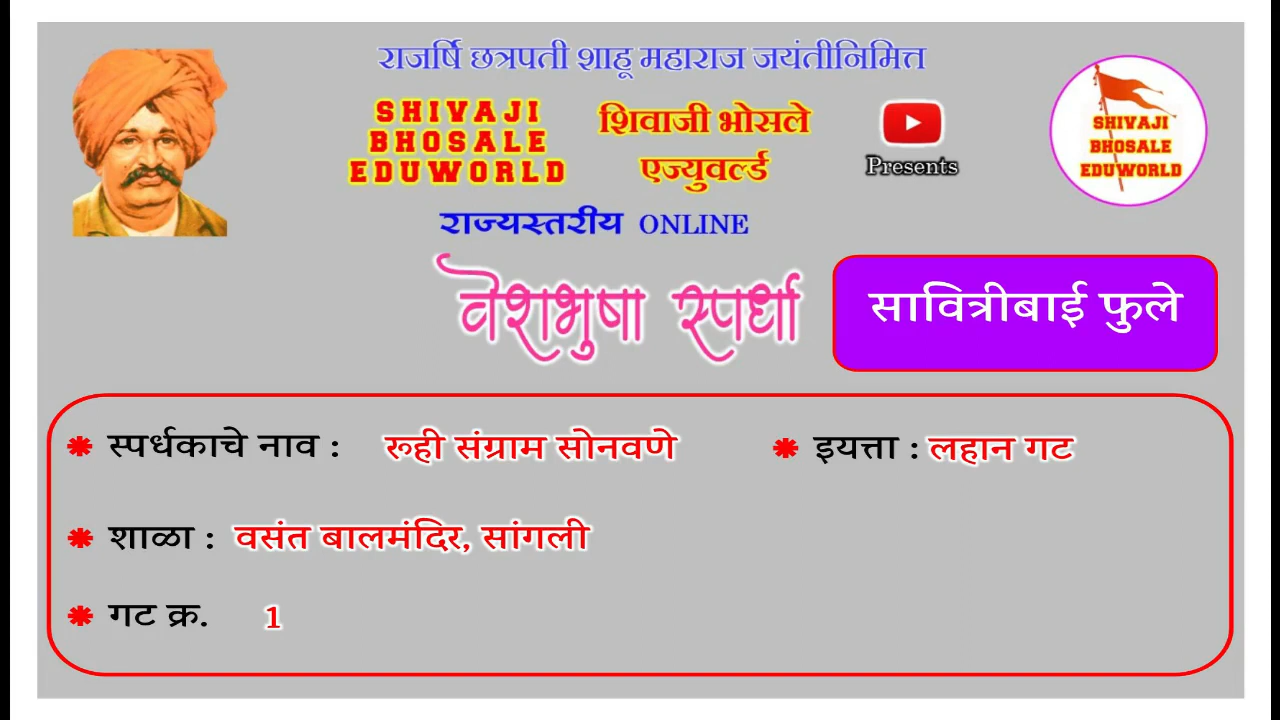 राजर्षि छत्रपती शाहू महाराज जयंतीनिमित्त
SHIVAJI
BHOSALE
EDUWORLD
शिवाजी भोसले
एज्युवर्ल्ड
Presents
SHIVAJI
BHOSALE
EDUWORLD
राज्यस्तरीय ONLINE
वेशभुषा स्पर्धा
सावित्रीबाई फुले
स्पर्धकाचे नाव : रूही संग्राम सोनवणे
इयत्ता : लहान गट
शाळा : वसंत बालमंदिर, सांगली
गट क्र. 1